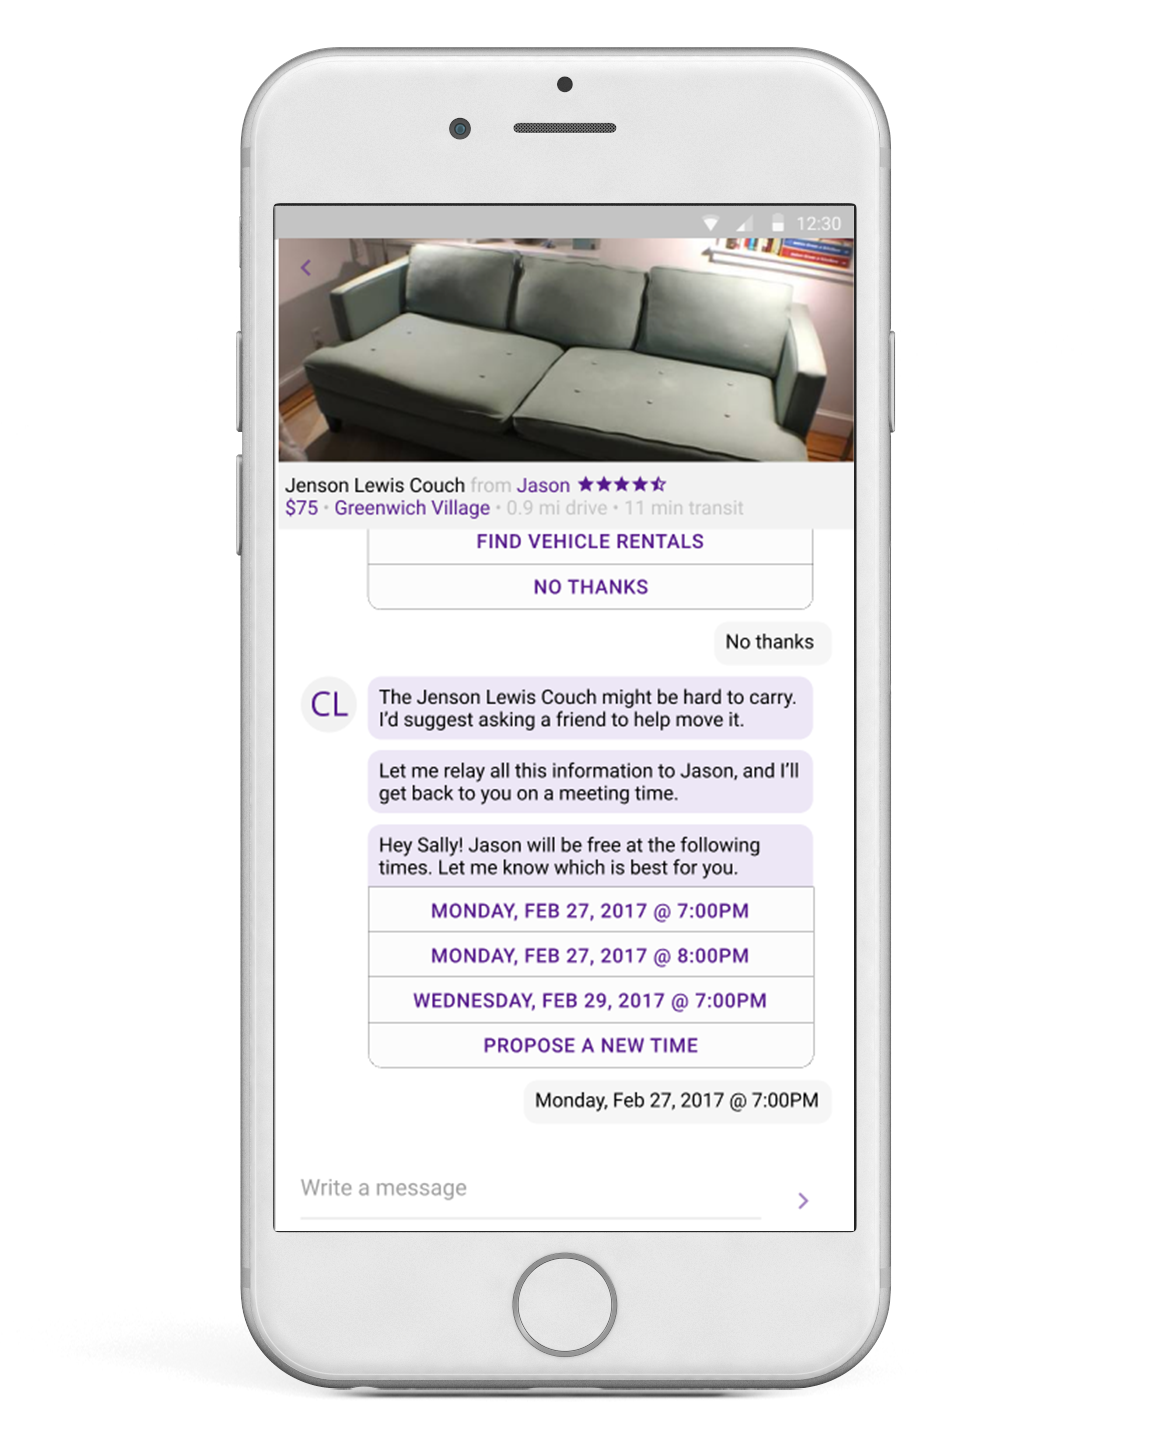 12:30
Jenson Lewis Couch from Jason
$75 • Greenwich Village • 0.9 mi drive • 11 min transit
FIND VEHICLE RENTALS
NO THANKS
No thanks
CL
The Jenson Lewis Couch might be hard to carry.
I’d suggest asking a friend to help move it.
Let me relay all this information to Jason, and I’ll
get back to you on a meeting time.
Hey Sally! Jason will be free at the following
times. Let me know which is best for you.
MONDAY, FEB 27, 2017 @ 7:00PM
MONDAY, FEB 27, 2017 @ 8:00PM
WEDNESDAY, FEB 29, 2017 @ 7:00PM
PROPOSE A NEW TIME
Monday, Feb 27, 2017 @ 7:00PM
Write a message